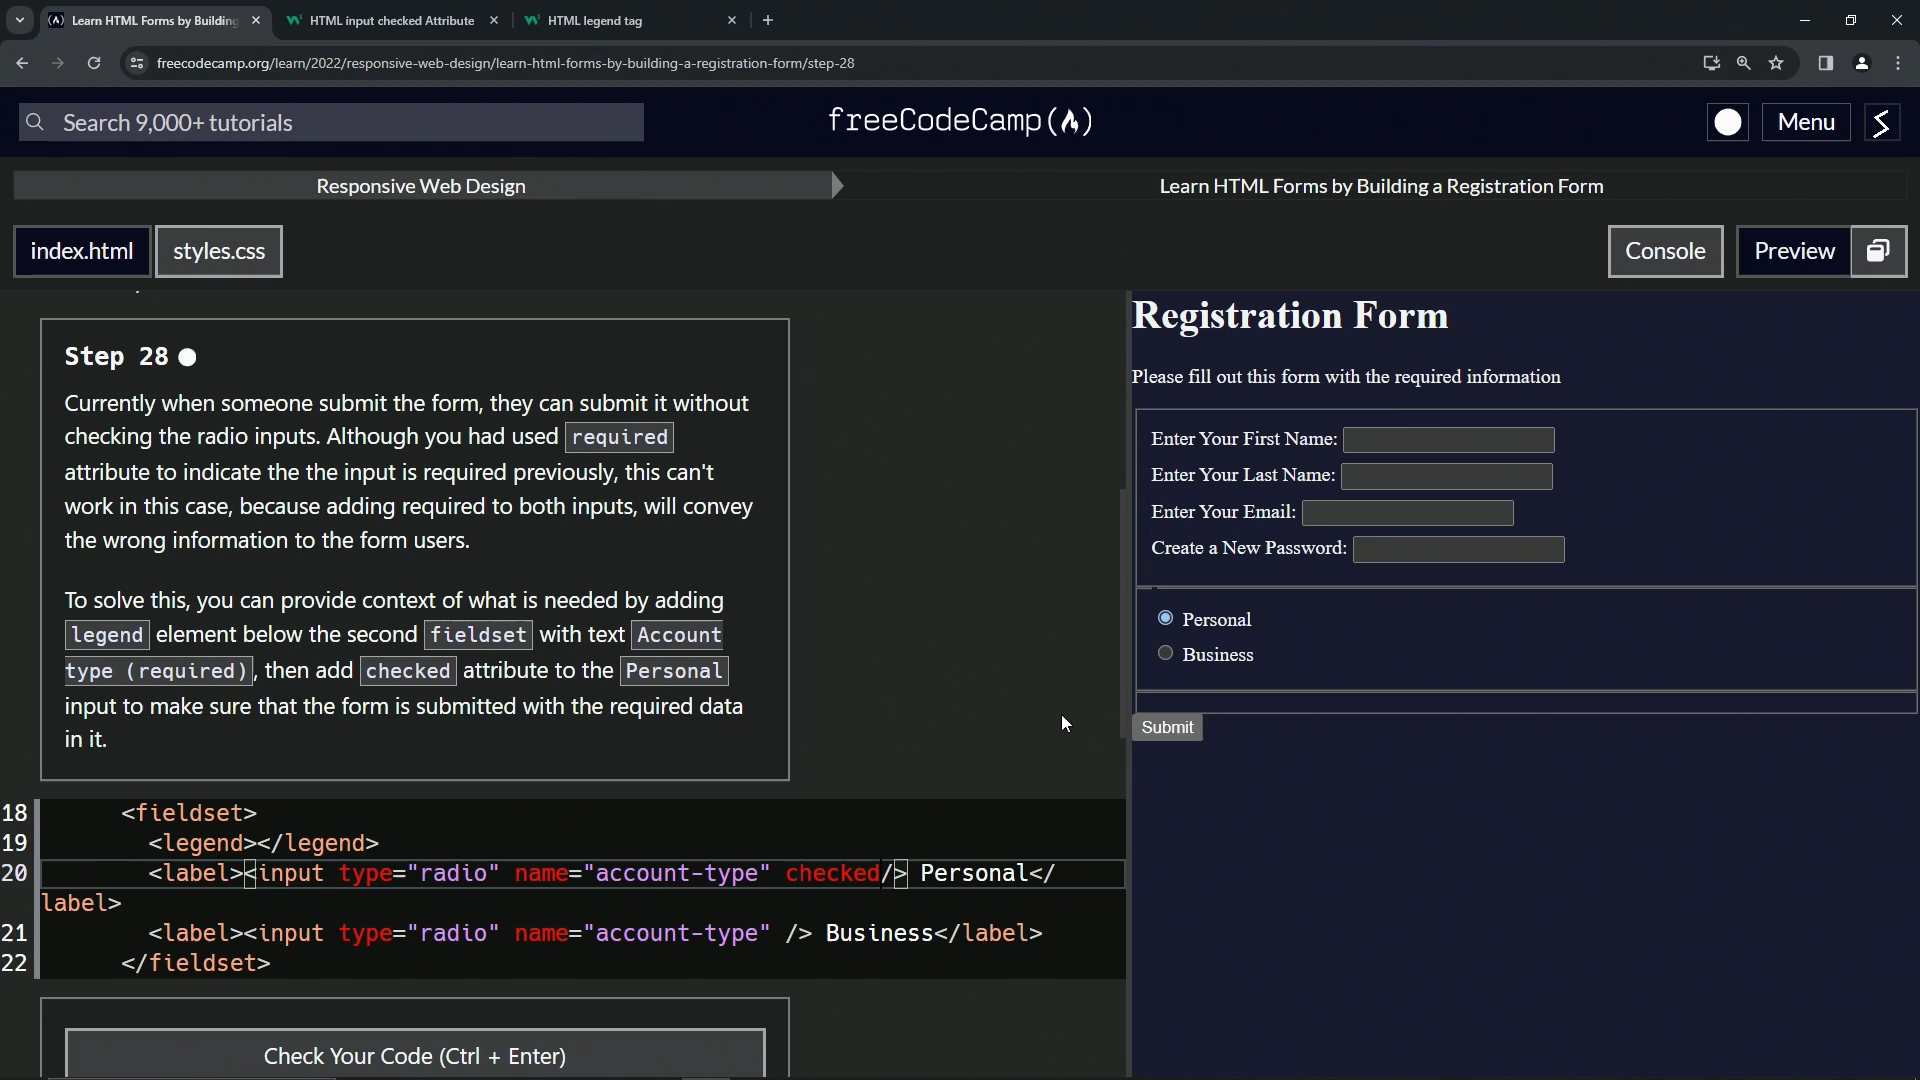 Learn HTML Forms by Building
HTML input checked Attribute
HTML legend tag
freecodecamp.org/learn/2022/responsive-web-design/learn-html-forms-by-building-a-registration-form/step-28
Search 9,000+ tutorials
freeCodeCamp(🔥)
Menu
Responsive Web Design
Learn HTML Forms by Building a Registration Form
index.html
styles.css
Console
Preview
Step 28
Currently when someone submit the form, they can submit it without
checking the radio inputs. Although you had used required
attribute to indicate the the input is required previously, this can't
work in this case, because adding required to both inputs, will convey
the wrong information to the form users.
To solve this, you can provide context of what is needed by adding
legend element below the second fieldset with text Account
type (required), then add checked attribute to the Personal
input to make sure that the form is submitted with the required data
in it.
18 <fieldset>
19 <legend></legend>
20 <label><input type="radio" name="account-type" checked/> Personal</
label>
21 <label><input type="radio" name="account-type" /> Business</label>
22 </fieldset>
Check Your Code (Ctrl + Enter)
Registration Form
Please fill out this form with the required information
Enter Your First Name:
Enter Your Last Name:
Enter Your Email:
Create a New Password:
Personal
Business
Submit